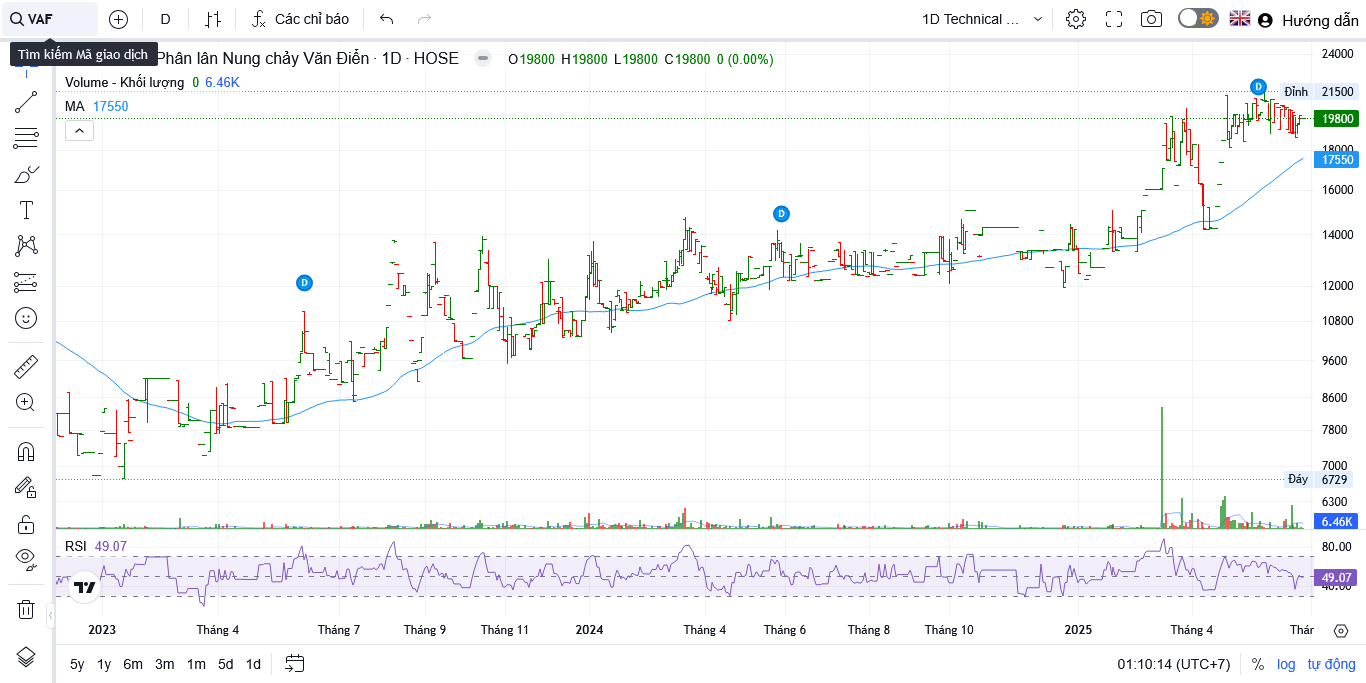 VAF D Các chỉ báo 1D Technical ... Hướng dẫn
Tìm kiếm Mã giao dịch
Phân lân Nung chảy Văn Điển · 1D · HOSE O19800 H19800 L19800 C19800 0 (0.00%)
Volume - Khối lượng 0 6.46K
MA 17550
24000
Đỉnh 21500
19800
18000
17550
16000
14000
12000
10800
9600
8600
7800
7000
Đáy 6729
6300
6.46K
D
D
D
RSI 49.07
80.00
49.07
40.00
2023 Tháng 4 Tháng 7 Tháng 9 Tháng 11 2024 Tháng 4 Tháng 6 Tháng 8 Tháng 10 2025 Tháng 4 Thár
5y 1y 6m 3m 1m 5d 1d 01:10:14 (UTC+7) % log tự động